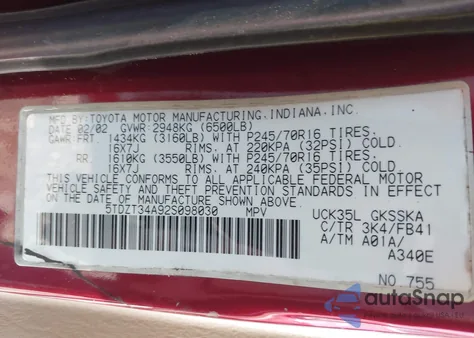 MFD BY:TOYOTA MOTOR MANUFACTURING,INDIANA,INC.
DATE 02/02 GVWR:2948KG (6500LB)
GAWR:FRT. 1434KG (3160LB) WITH P245/70R16 TIRES.
16X7J RIMS. AT 220KPA (32PSI) COLD.
RR. 1610KG (3550LB) WITH P245/70R16 TIRES.
16X7J RIMS. AT 240KPA (35PSI) COLD.
THIS VEHICLE CONFORMS TO ALL APPLICABLE FEDERAL MOTOR
VEHICLE SAFETY AND THEFT PREVENTION STANDARDS IN EFFECT
ON THE DATE OF MANUFACTURE SHOWN ABOVE.
5TDZT34A92S098030 MPV
UCK35L GKSSKA
C/TR 3K4/FB41
A/TM A01A/
A340E
NO 755
autoSnap